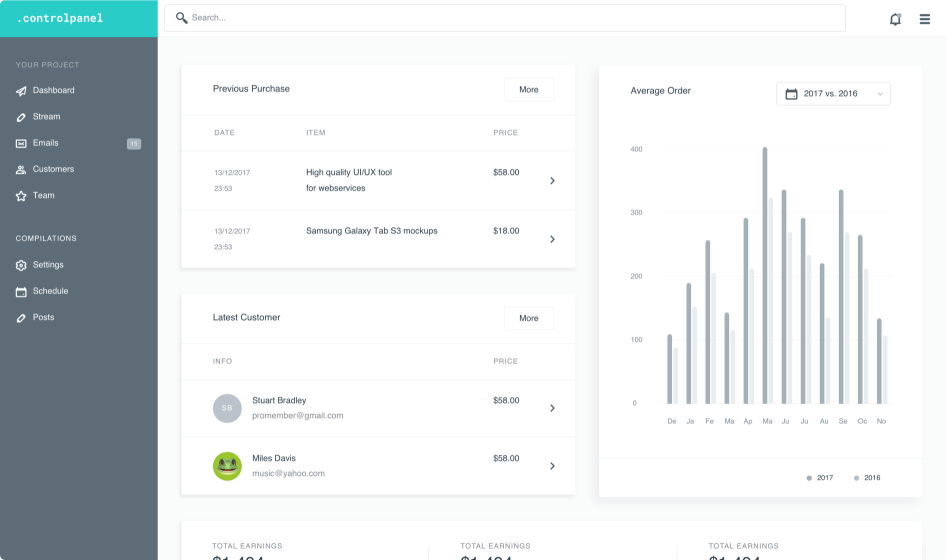 .controlpanel
Search...
YOUR PROJECT
Dashboard
Stream
Emails 15
Customers
Team
COMPILATIONS
Settings
Schedule
Posts
Previous Purchase
More
DATE ITEM PRICE
13/12/2017
23:53
High quality UI/UX tool
for webservices
$58.00
13/12/2017
23:53
Samsung Galaxy Tab S3 mockups
$18.00
Latest Customer
More
INFO PRICE
SB
Stuart Bradley
promember@gmail.com
$58.00
Miles Davis
music@yahoo.com
$58.00
Average Order
2017 vs. 2016
400
300
200
100
0
De Ja Fe Ma Ap Ma Ju Ju Au Se Oc No
2017 2016
TOTAL EARNINGS TOTAL EARNINGS TOTAL EARNINGS